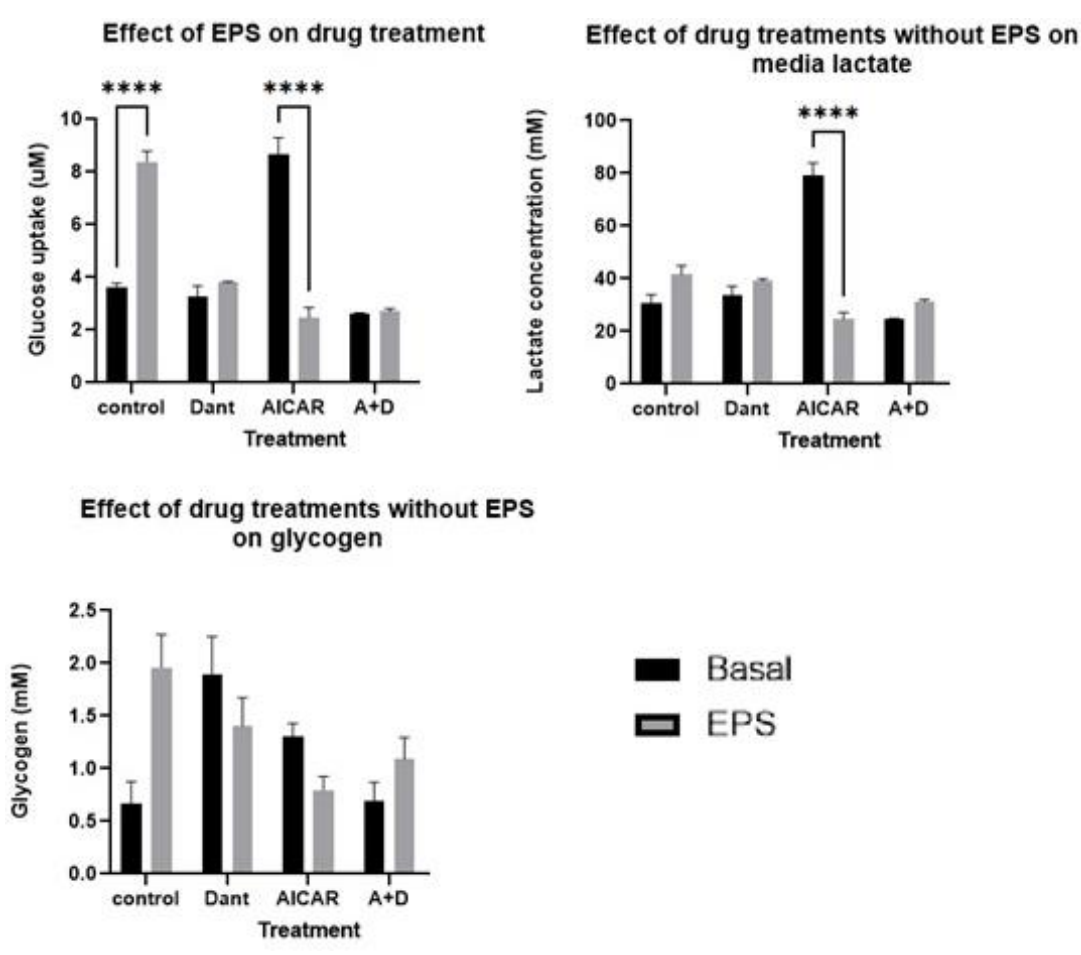 Effect of EPS on drug treatment
****
****
10
8
6
4
2
0
Glucose uptake (uM)
control Dant AICAR A+D
Treatment
Effect of drug treatments without EPS on
media lactate
****
100
80
60
40
20
0
Lactate concentration (mM)
control Dant AICAR A+D
Treatment
Effect of drug treatments without EPS
on glycogen
2.5
2.0
1.5
1.0
0.5
0.0
Glycogen (mM)
control Dant AICAR A+D
Treatment
Basal
EPS